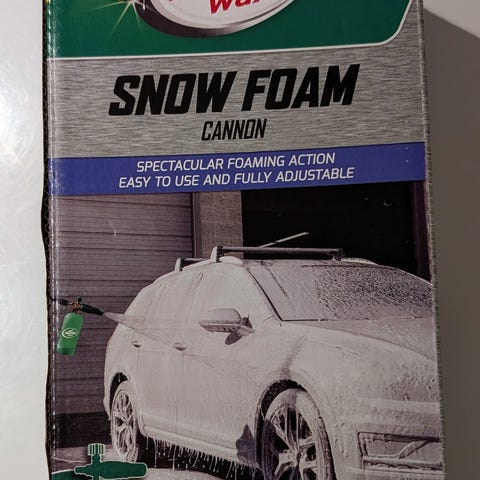 SNOW FOAM
CANNON
SPECTACULAR FOAMING ACTION
EASY TO USE AND FULLY ADJUSTABLE